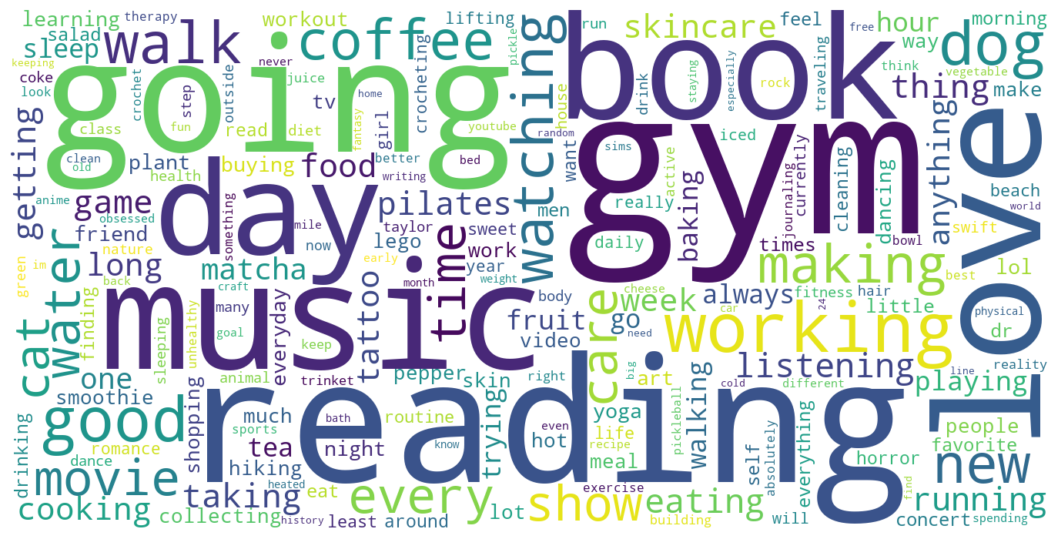 learning
therapy
workout
lifting
run
skincare
feel
free
morning
salad
walk
coffee
hour
dog
sleep
never
way
keeping
going
watching
book
think
coke
juice
outside
crocheting
house
drink
staying
especially
rock
traveling
thing
vegetable
make
look
crochet
step
tv
home
class
fun
read
diet
girl
fantasy
youtube
random
iced
getting
clean
old
plant
buying
food
better
bed
want
sims
gym
active
journaling
currently
cleaning
dancing
anything
love
health
writing
anime
day
game
pilates
men
really
baking
beach
obsessed
friend
something
mile
now
taylor
sweet
daily
bowl
world
swift
nature
lego
work
times
water
long
matcha
early
year
making
best
lol
green
im
back
craft
month
weight
time
body
cheese
week
always
fitness
hair
cat
finding
music
many
everyday
tattoo
fruit
go
car
24
little
physical
goal
keep
video
need
care
working
dr
sleeping
unhealthy
reality
one
animal
trinket
pepper
right
big
art
listening
line
smoothie
shopping
reading
skin
different
playing
much
bath
routine
trying
yoga
walking
people
good
romance
sports
tea
night
even
hot
life
pickleball
self
absolutely
everything
favorite
know
recipe
horror
new
drinking
movie
dance
hiking
heated
meal
find
taking
eat
every
exercise
show
eating
running
cooking
collecting
history
least
around
lot
building
will
concert
spending